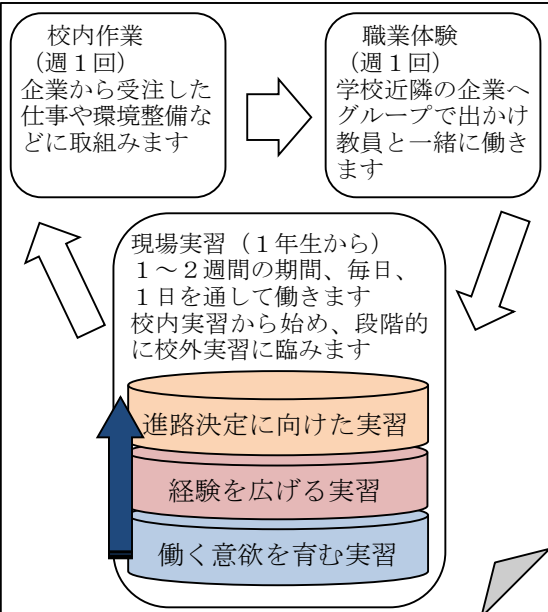 校内作業
（週１回）
企業から受注した
仕事や環境整備な
どに取組みます
職業体験
（週１回）
学校近隣の企業へ
グループで出かけ
教員と一緒に働き
ます
現場実習（１年生から）
１～２週間の期間、毎日、
１日を通して働きます
校内実習から始め、段階的
に校外実習に臨みます
進路決定に向けた実習
経験を広げる実習
働く意欲を育む実習